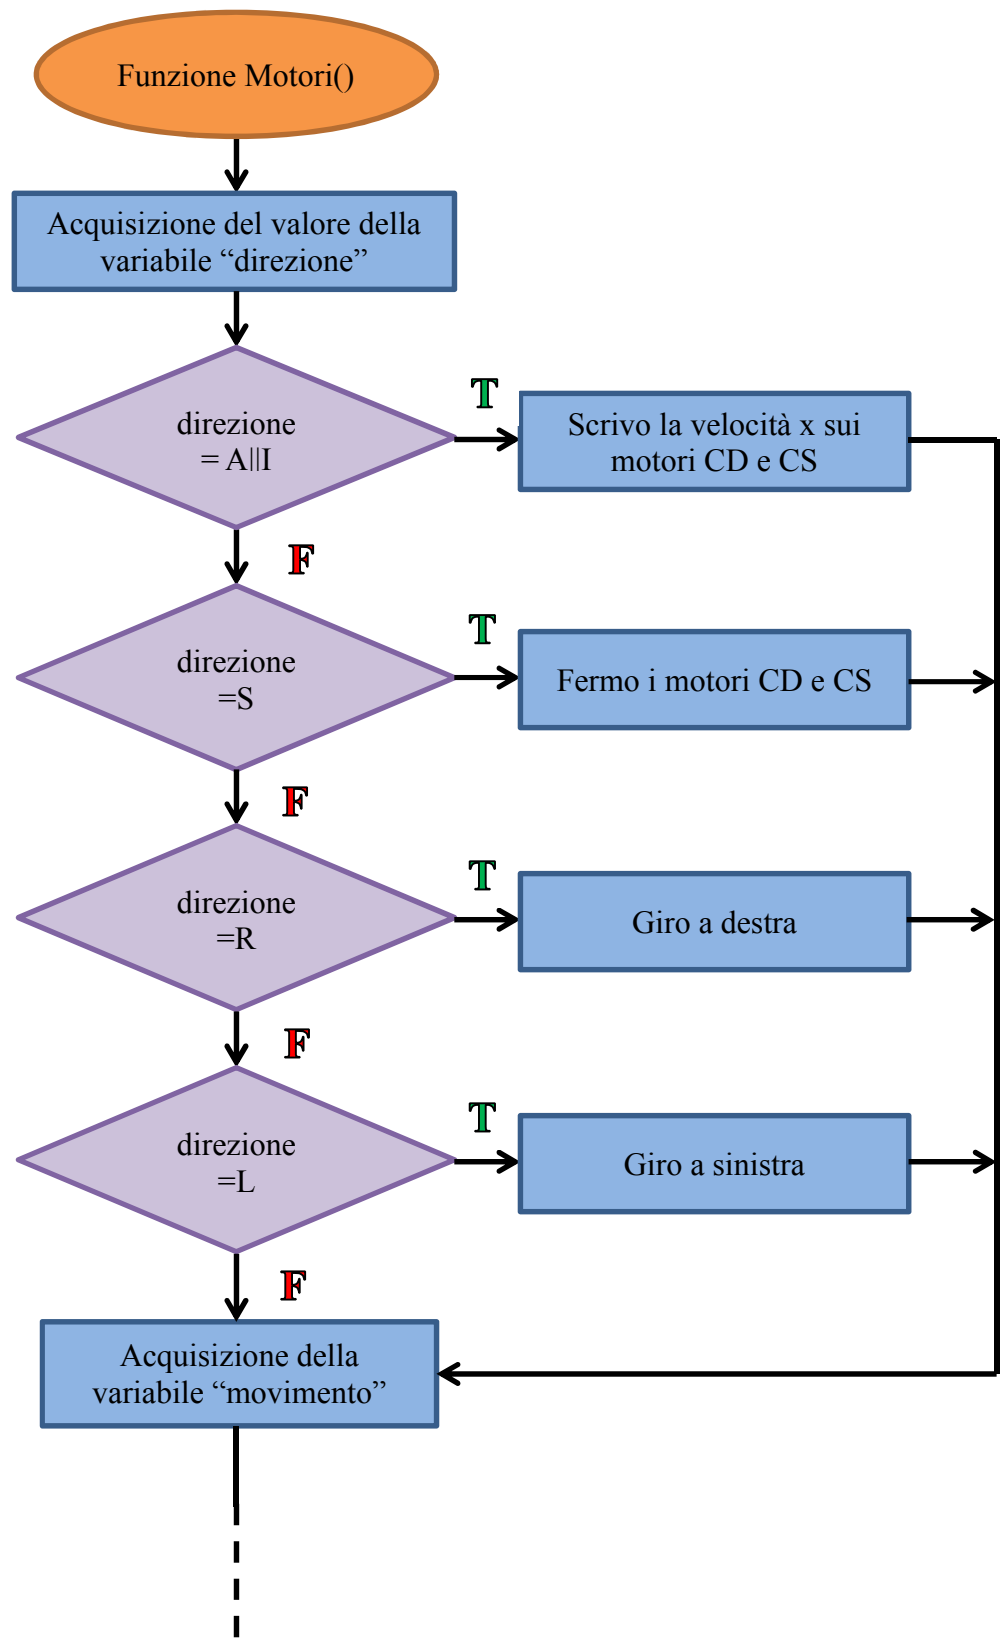 Funzione Motori()
Acquisizione del valore della
variabile “direzione”
direzione
= A||I
T
Scrivo la velocità x sui
motori CD e CS
F
direzione
=S
T
Fermo i motori CD e CS
F
direzione
=R
T
Giro a destra
F
direzione
=L
T
Giro a sinistra
F
Acquisizione della
variabile “movimento”